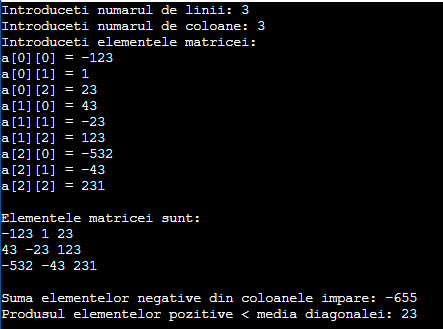 Introduceti numarul de linii: 3
Introduceti numarul de coloane: 3
Introduceti elementele matricei:
a[0][0] = -123
a[0][1] = 1
a[0][2] = 23
a[1][0] = 43
a[1][1] = -23
a[1][2] = 123
a[2][0] = -532
a[2][1] = -43
a[2][2] = 231
Elementele matricei sunt:
-123 1 23
43 -23 123
-532 -43 231
Suma elementelor negative din coloanele impare: -655
Produsul elementelor pozitive < media diagonalei: 23